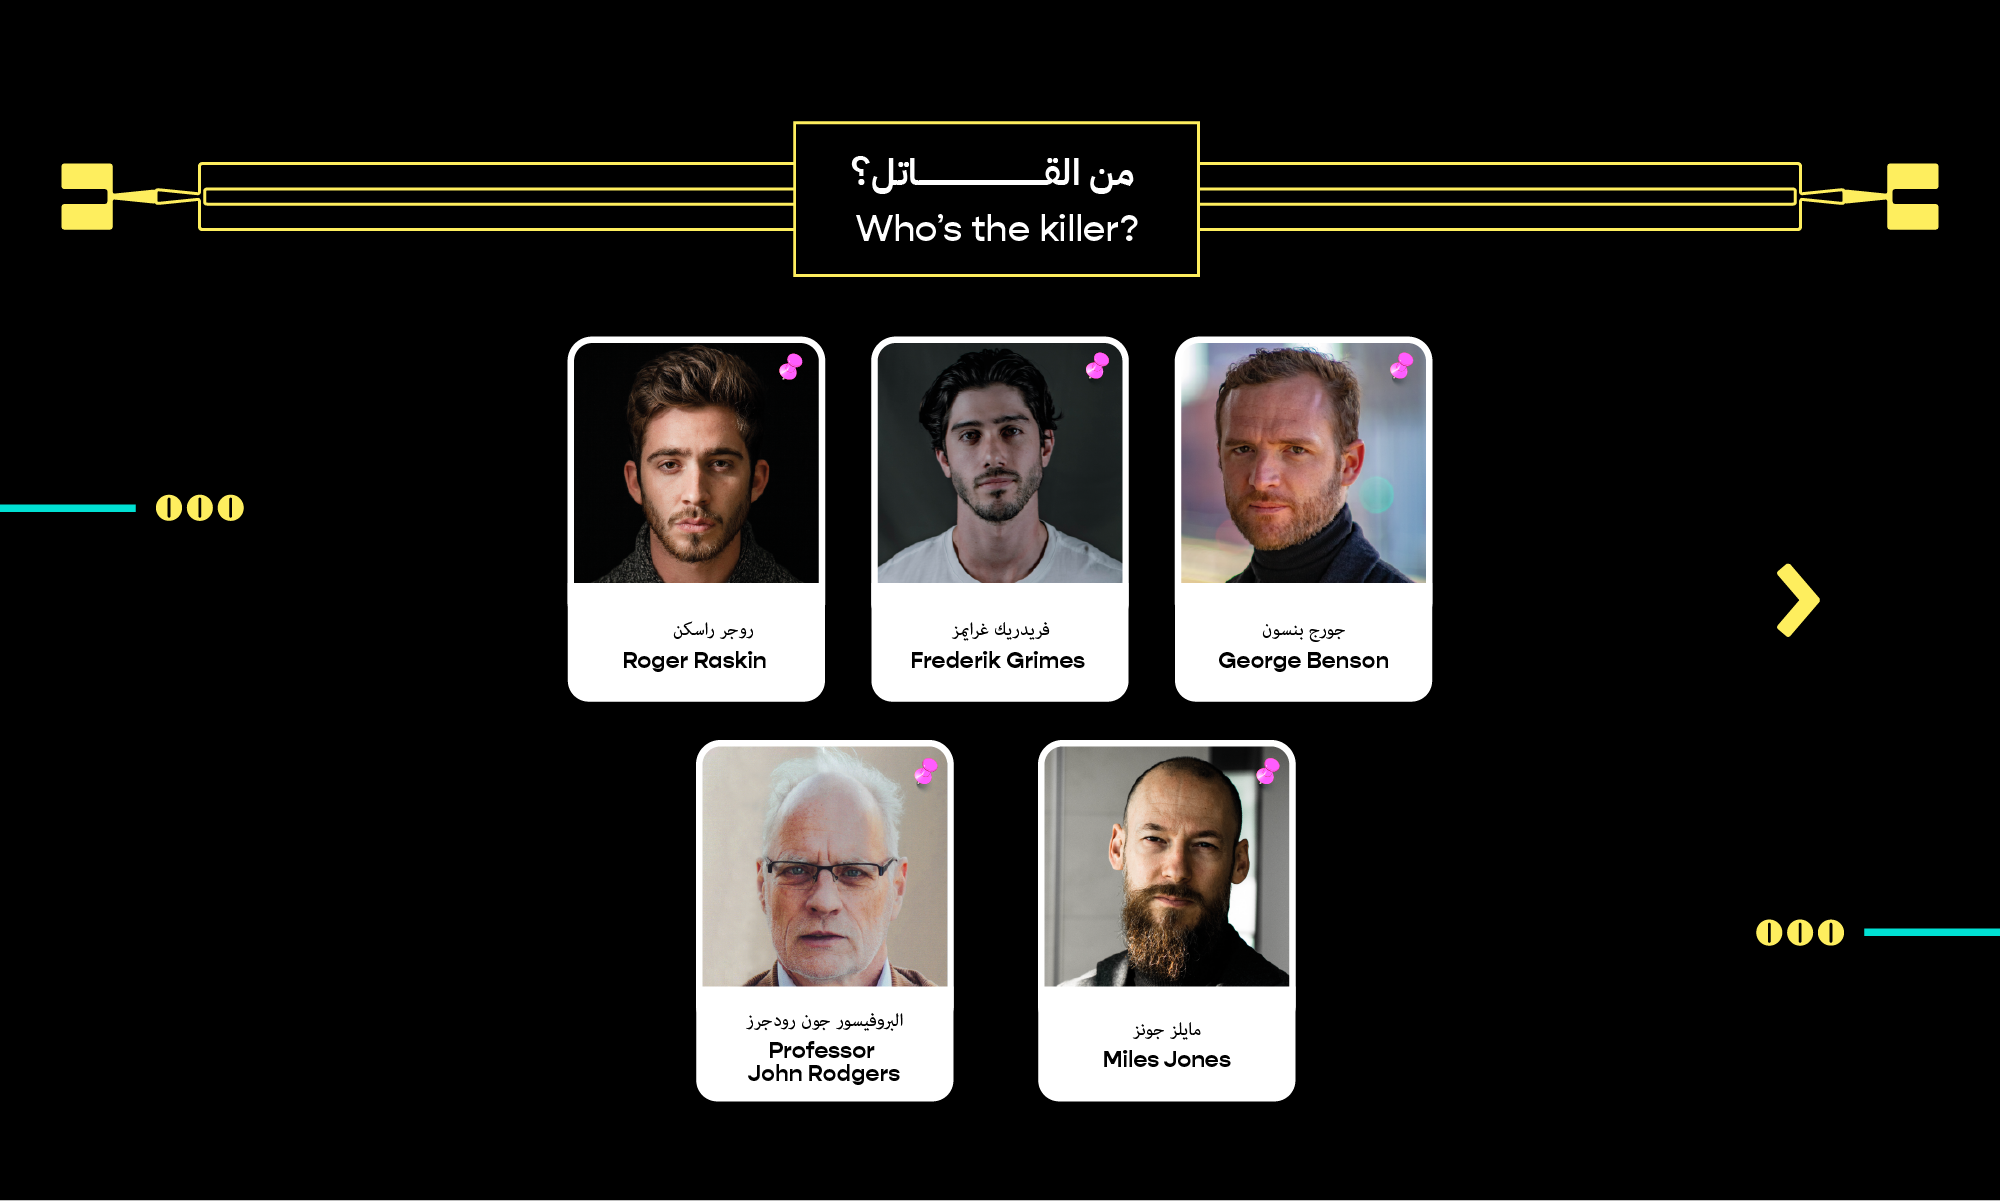 من القـــــــــاتل؟
Who’s the killer?
روجر راسكن
Roger Raskin
فريدريك غرايمز
Frederik Grimes
جورج بنسون
George Benson
البروفيسور جون رودجرز
Professor
John Rodgers
مايلز جونز
Miles Jones